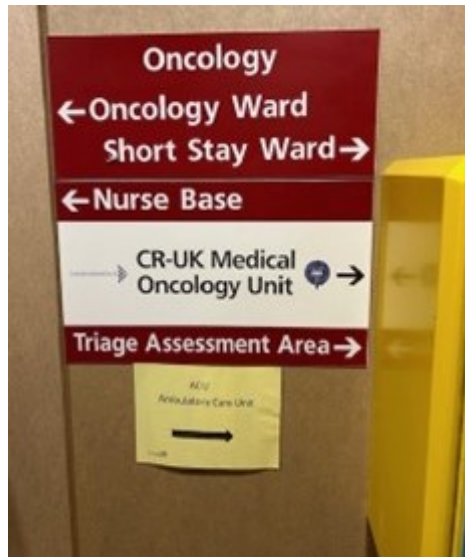 Oncology
←Oncology Ward
Short Stay Ward→
←Nurse Base
CR-UK Medical
Oncology Unit →
Triage Assessment Area→
ACU
Ambulatory Care Unit